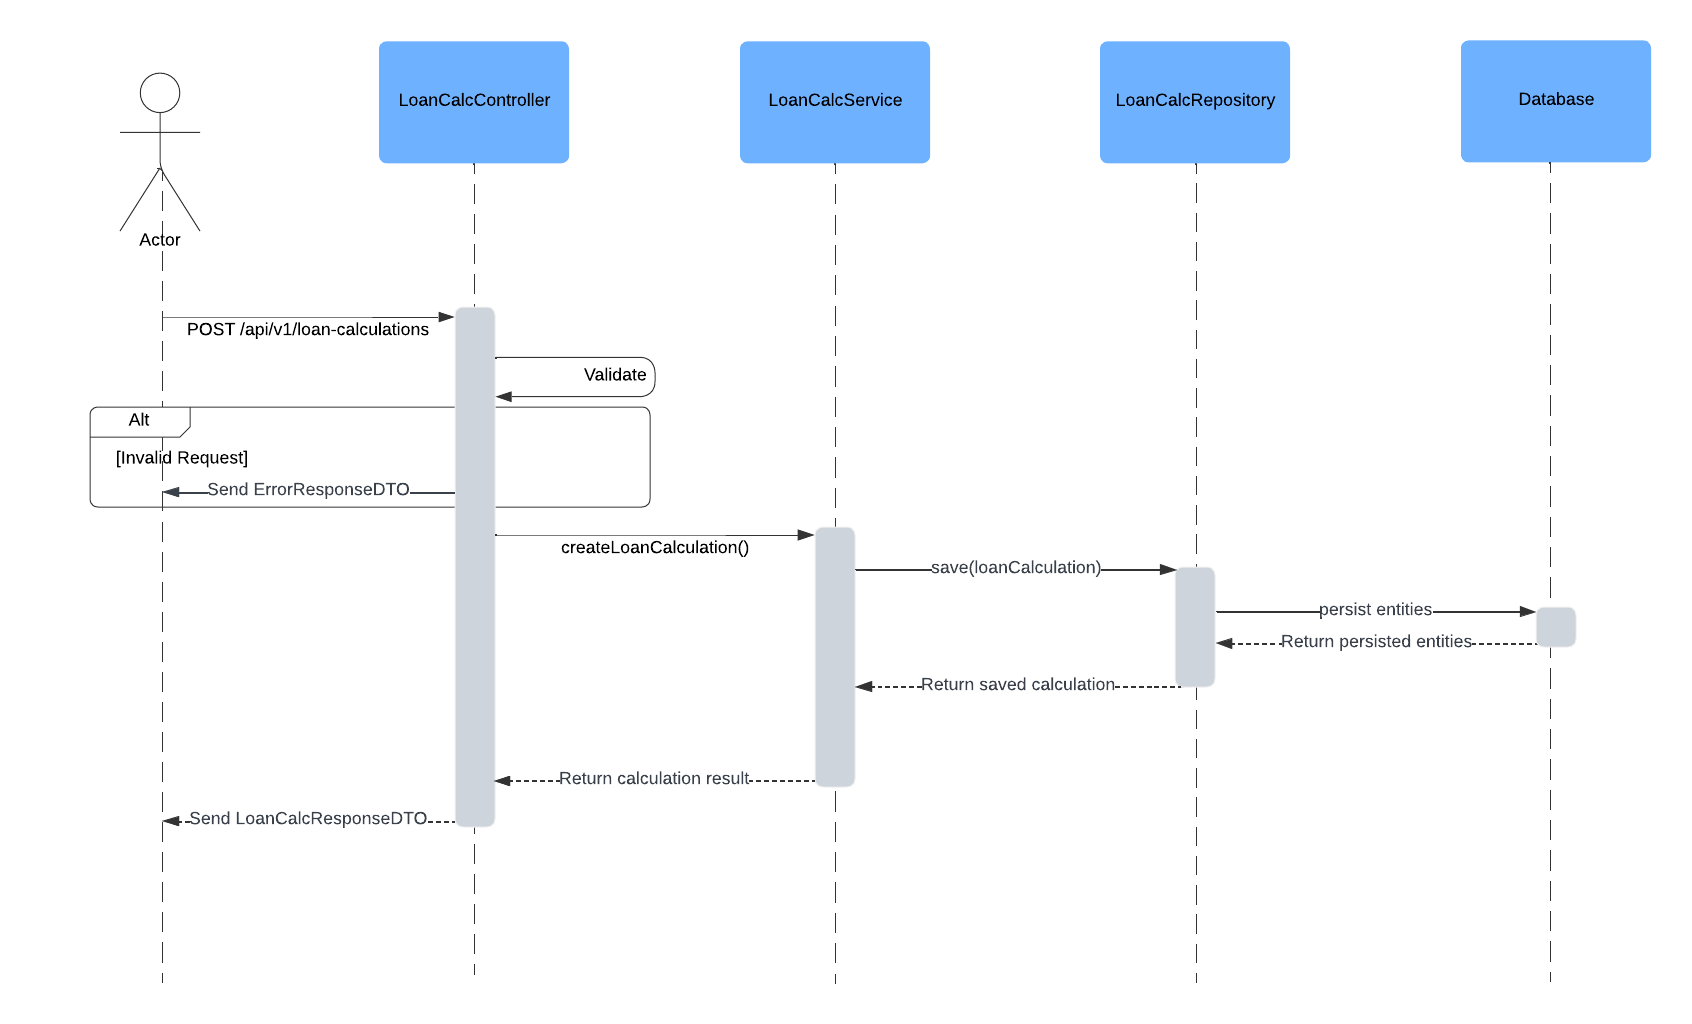 LoanCalcController
LoanCalcService
LoanCalcRepository
Database
Actor
POST /api/v1/loan-calculations
Validate
Alt
[Invalid Request]
Send ErrorResponseDTO
createLoanCalculation()
save(loanCalculation)
persist entities
Return persisted entities
Return saved calculation
Return calculation result
Send LoanCalcResponseDTO